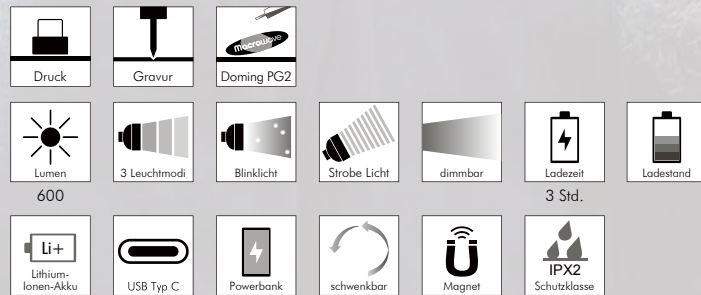 Macrowave
Druck
Gravur
Doming PG2
Lumen
3 Leuchtmodi
Blinklicht
Strobe Licht
dimmbar
Ladezeit
Ladestand
600
3 Std.
Li+
Lithium-
Ionen-Akku
USB Typ C
Powerbank
schwenkbar
Magnet
IPX2
Schutzklasse